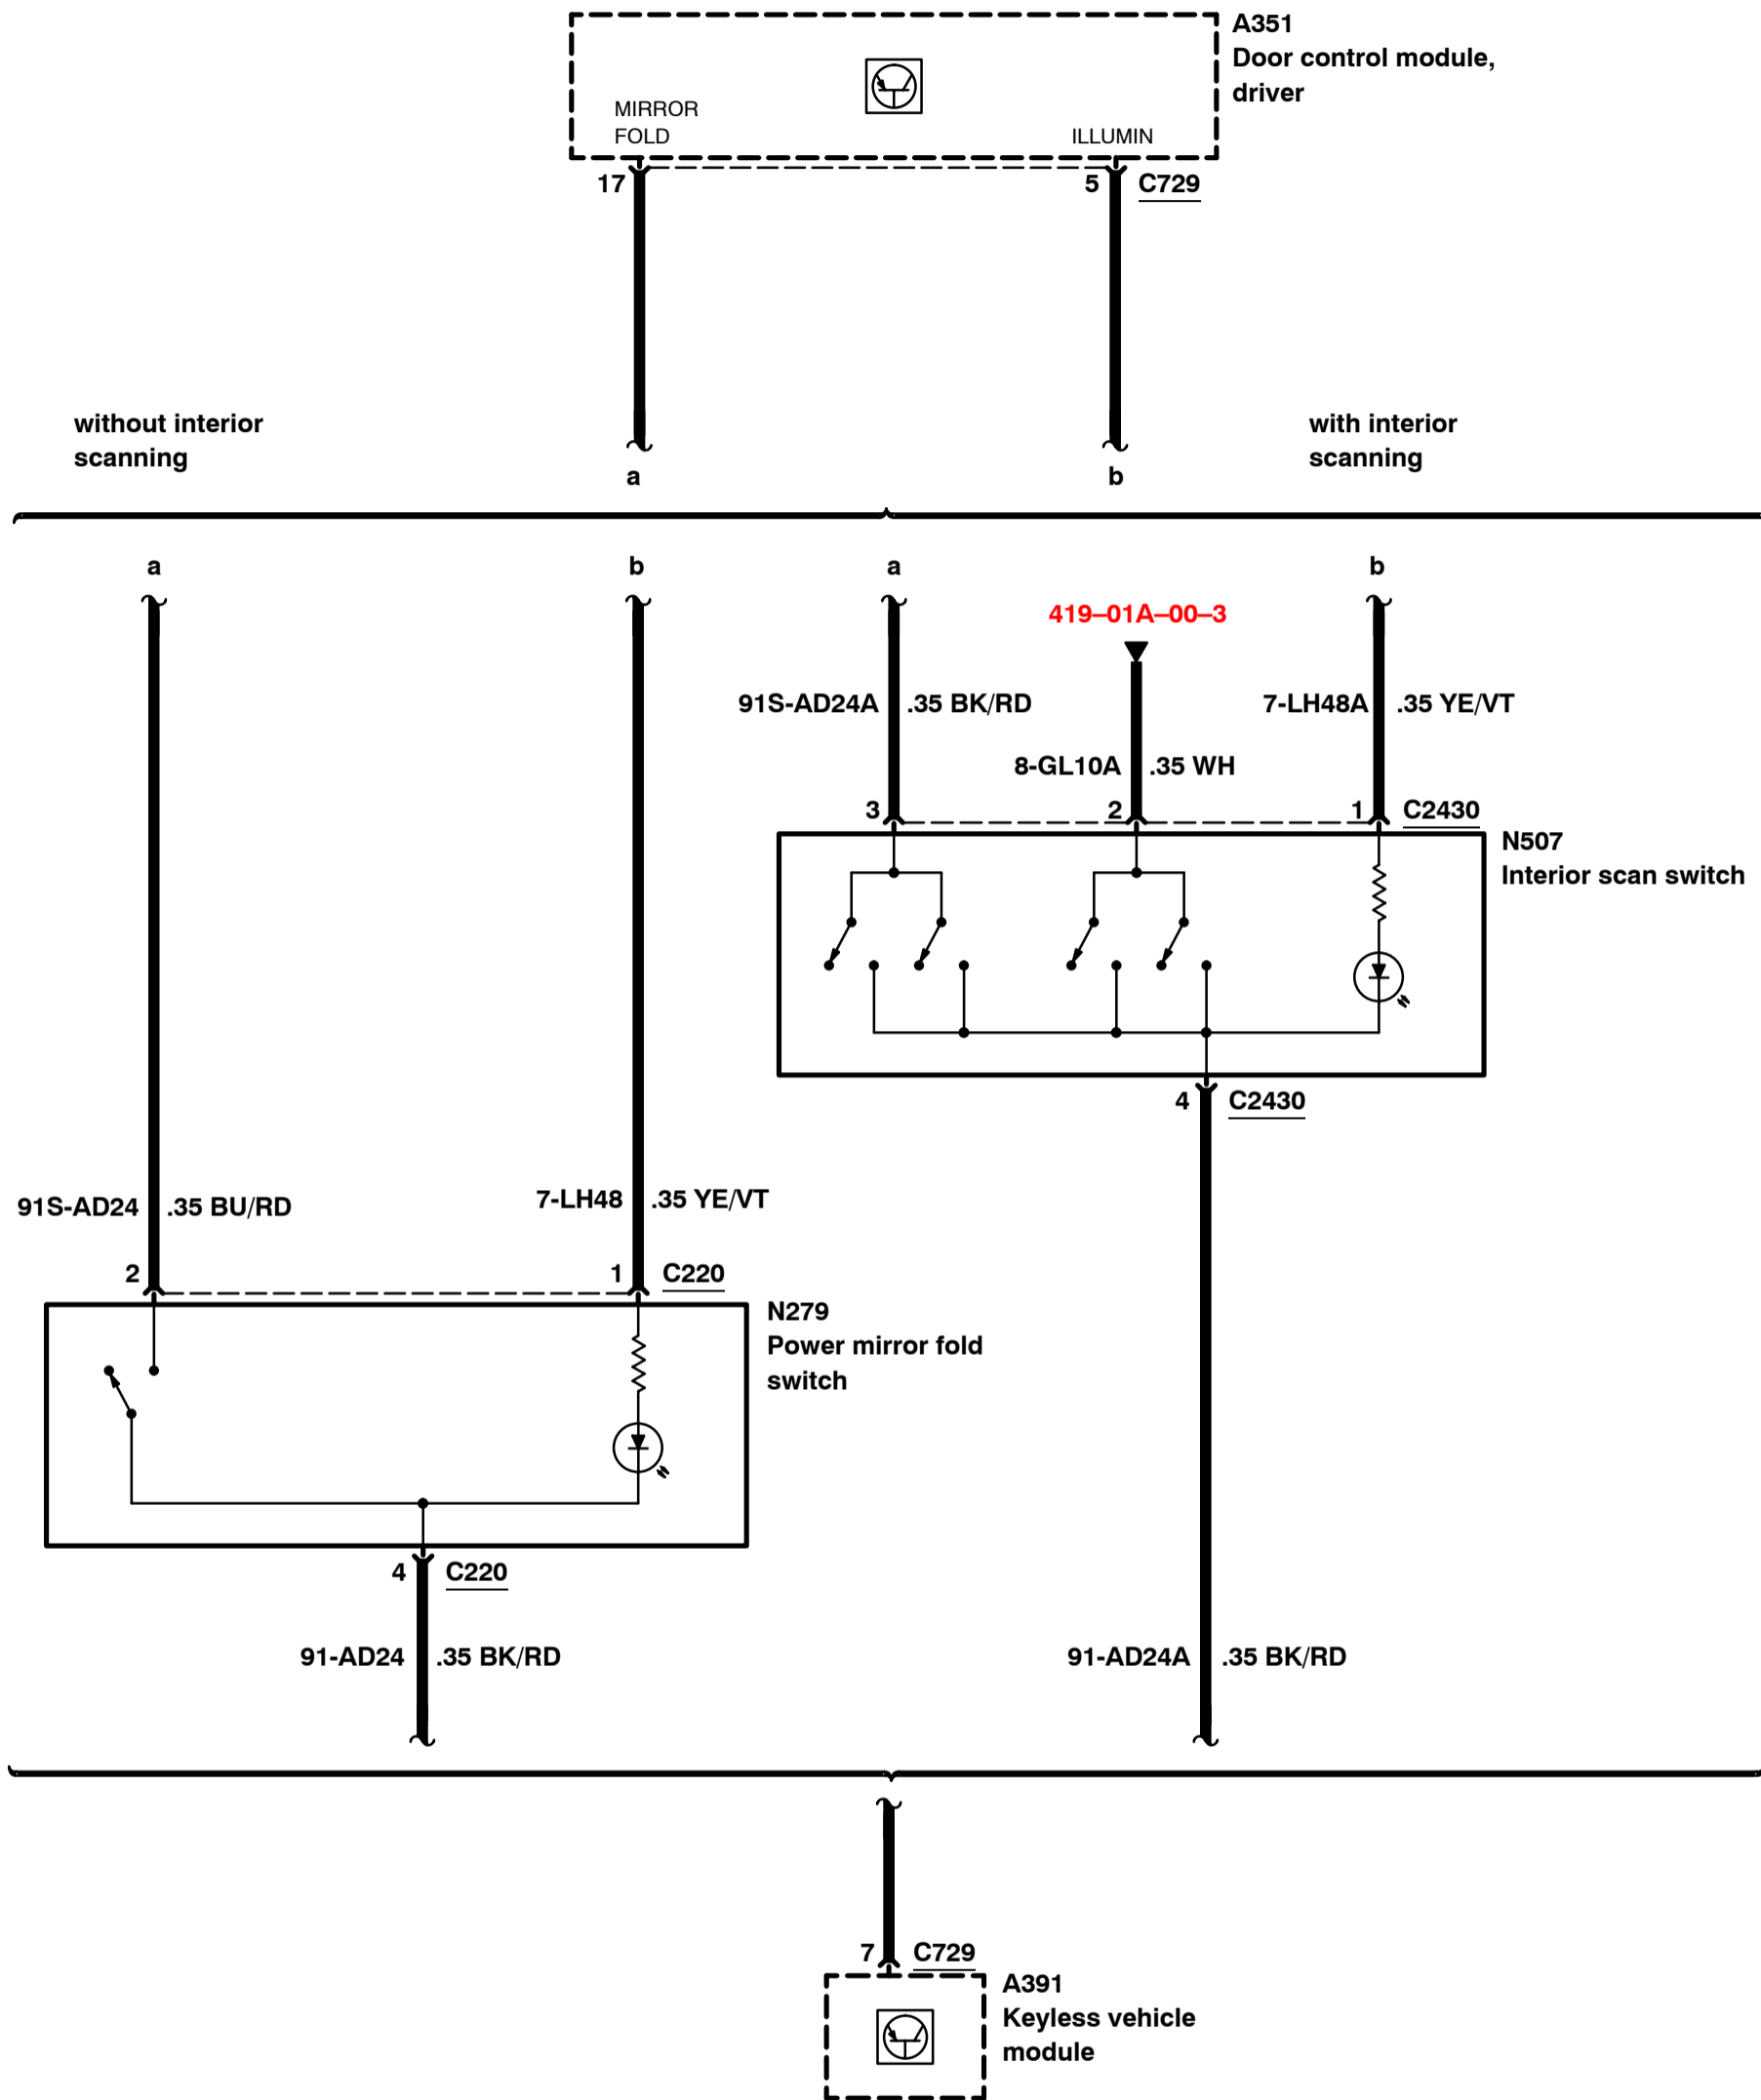 A351
Door control module,
driver
MIRROR
FOLD
ILLUMIN
17
5
C729
without interior
scanning
with interior
scanning
a
b
a
b
a
b
419–01A–00–3
91S-AD24A
.35 BK/RD
7-LH48A
.35 YE/VT
8-GL10A
.35 WH
3
2
1
C2430
N507
Interior scan switch
4
C2430
91S-AD24
.35 BU/RD
7-LH48
.35 YE/VT
2
1
C220
N279
Power mirror fold
switch
4
C220
91-AD24
.35 BK/RD
91-AD24A
.35 BK/RD
7
C729
A391
Keyless vehicle
module